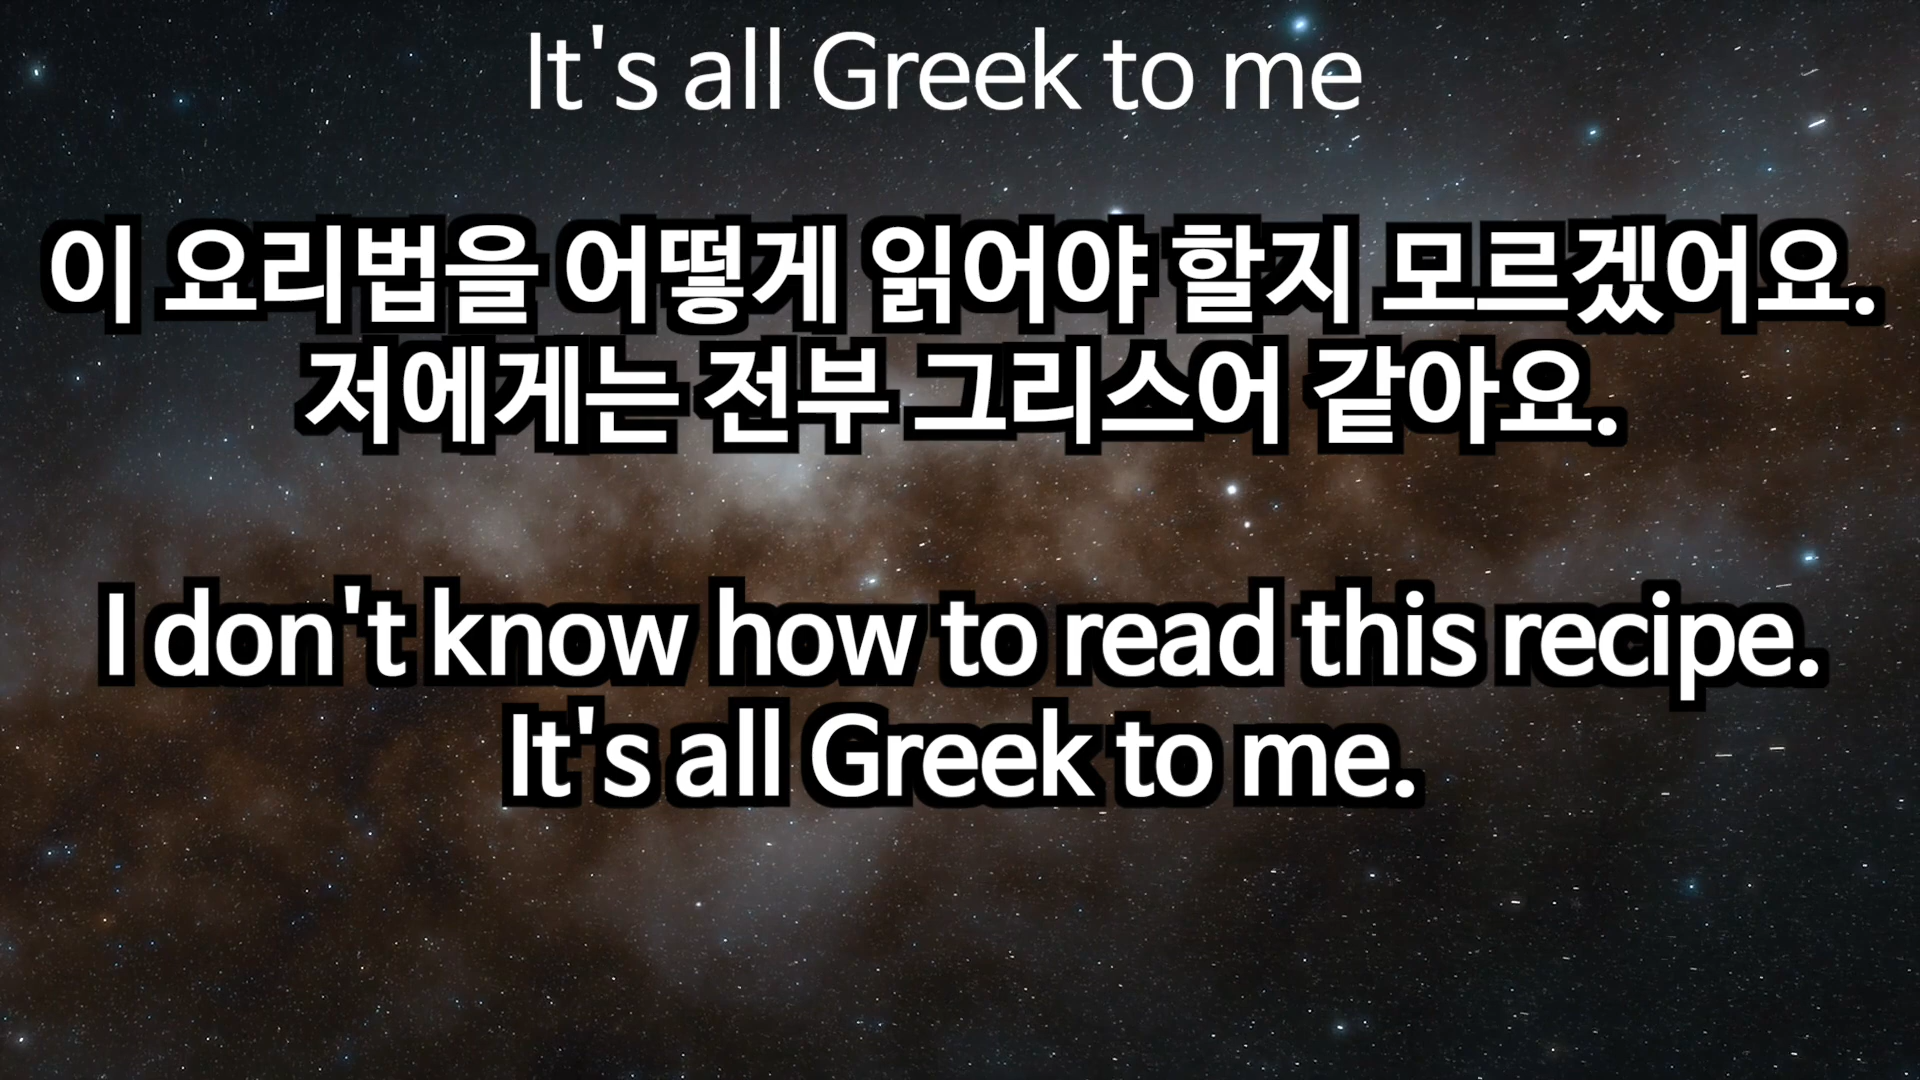 It's all Greek to me
이 요리법을 어떻게 읽어야 할지 모르겠어요.
저에게는 전부 그리스어 같아요.
I don't know how to read this recipe.
It's all Greek to me.